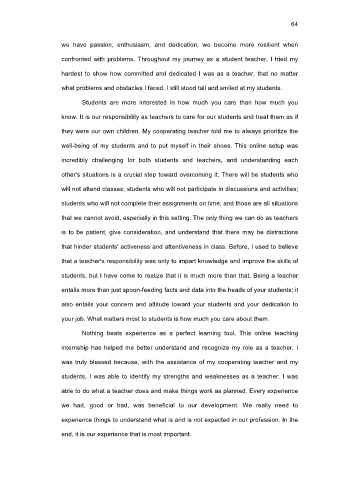 64
we have passion, enthusiasm, and dedication, we become more resilient when
confronted with problems. Throughout my journey as a student teacher, I tried my
hardest to show how committed and dedicated I was as a teacher, that no matter
what problems and obstacles I faced, I still stood tall and smiled at my students.
Students are more interested in how much you care than how much you
know. It is our responsibility as teachers to care for our students and treat them as if
they were our own children. My cooperating teacher told me to always prioritize the
well-being of my students and to put myself in their shoes. This online setup was
incredibly challenging for both students and teachers, and understanding each
other's situations is a crucial step toward overcoming it. There will be students who
will not attend classes; students who will not participate in discussions and activities;
students who will not complete their assignments on time; and those are all situations
that we cannot avoid, especially in this setting. The only thing we can do as teachers
is to be patient, give consideration, and understand that there may be distractions
that hinder students' activeness and attentiveness in class. Before, I used to believe
that a teacher's responsibility was only to impart knowledge and improve the skills of
students, but I have come to realize that it is much more than that. Being a teacher
entails more than just spoon-feeding facts and data into the heads of your students; it
also entails your concern and attitude toward your students and your dedication to
your job. What matters most to students is how much you care about them.
Nothing beats experience as a perfect learning tool. This online teaching
internship has helped me better understand and recognize my role as a teacher. I
was truly blessed because, with the assistance of my cooperating teacher and my
students, I was able to identify my strengths and weaknesses as a teacher. I was
able to do what a teacher does and make things work as planned. Every experience
we had, good or bad, was beneficial to our development. We really need to
experience things to understand what is and is not expected in our profession. In the
end, it is our experience that is most important.